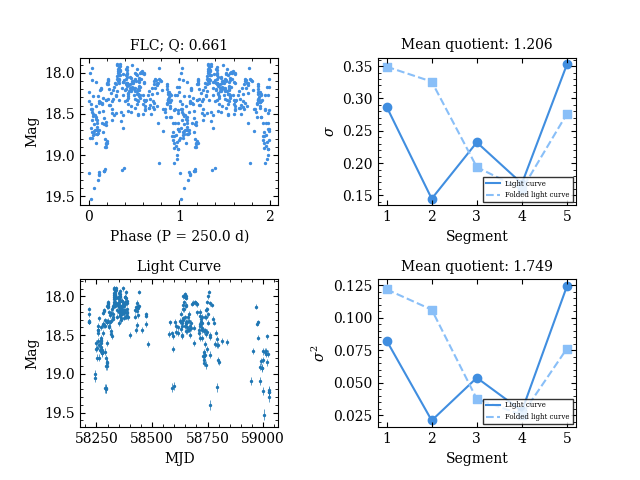 FLC; Q: 0.661
Mag
18.0
18.5
19.0
19.5
0
1
2
Phase (P = 250.0 d)
Mean quotient: 1.206
σ
0.35
0.30
0.25
0.20
0.15
Light curve
Folded light curve
1
2
3
4
5
Segment
Light Curve
Mag
18.0
18.5
19.0
19.5
58250
58500
58750
59000
MJD
Mean quotient: 1.749
σ²
0.125
0.100
0.075
0.050
0.025
Light curve
Folded light curve
1
2
3
4
5
Segment